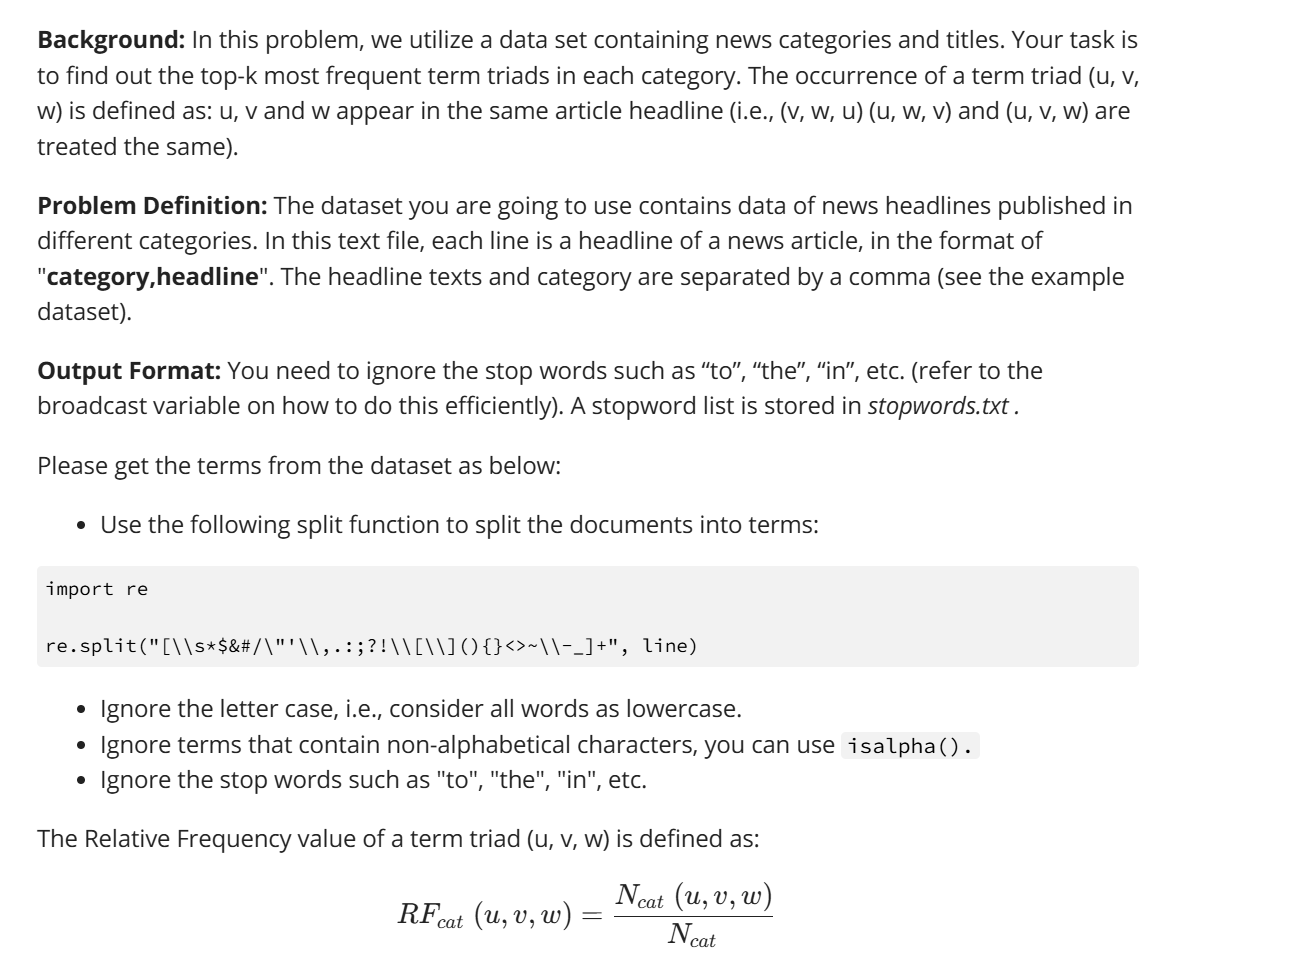 Background: In this problem, we utilize a data set containing news categories and titles. Your task is
to find out the top-k most frequent term triads in each category. The occurrence of a term triad (u, v,
w) is defined as: u, v and w appear in the same article headline (i.e., (v, w, u) (u, w, v) and (u, v, w) are
treated the same).
Problem Definition: The dataset you are going to use contains data of news headlines published in
different categories. In this text file, each line is a headline of a news article, in the format of
"category,headline". The headline texts and category are separated by a comma (see the example
dataset).
Output Format: You need to ignore the stop words such as “to”, “the”, “in”, etc. (refer to the
broadcast variable on how to do this efficiently). A stopword list is stored in stopwords.txt .
Please get the terms from the dataset as below:
• Use the following split function to split the documents into terms:
import re
re.split("[\\s*$&#/\"'\\,.:;?!\\[\\](){}<>~\\-_]+", line)
• Ignore the letter case, i.e., consider all words as lowercase.
• Ignore terms that contain non-alphabetical characters, you can use isalpha().
• Ignore the stop words such as "to", "the", "in", etc.
The Relative Frequency value of a term triad (u, v, w) is defined as:
RF_cat (u, v, w) = N_cat (u, v, w) / N_cat